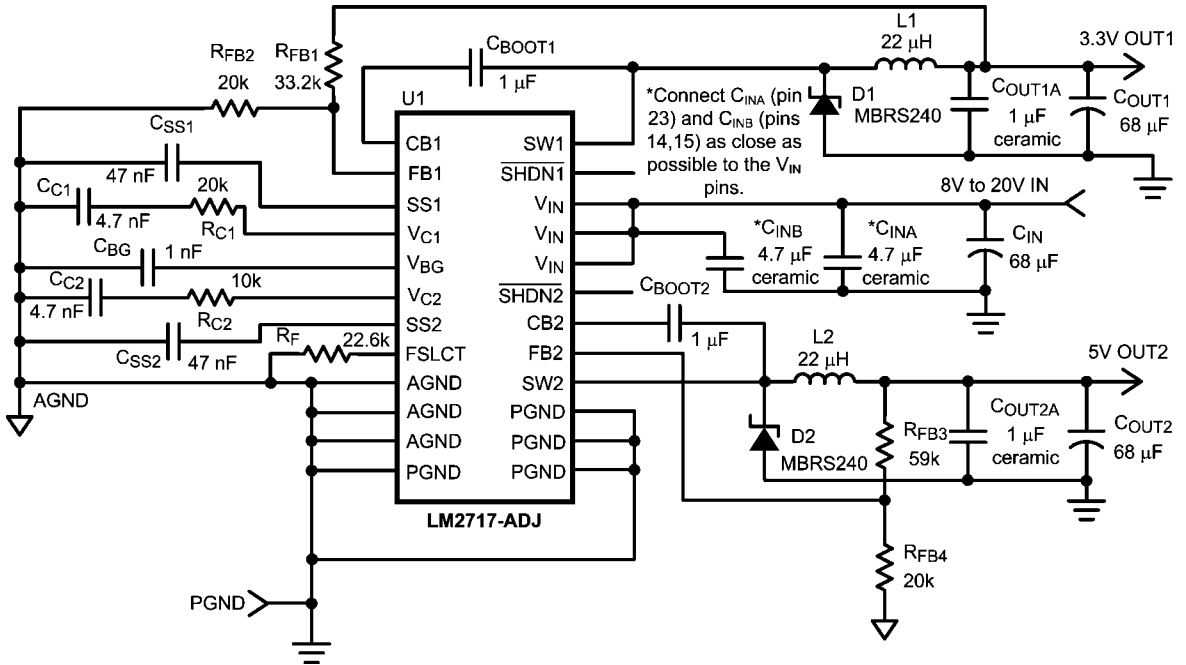 L1
22 µH
3.3V OUT1
RFB2
20k
RFB1
33.2k
CBOOT1
1 µF
U1
*Connect CINA (pin
23) and CINB (pins
14,15) as close as
possible to the VIN
pins.
D1
MBRS240
COUT1A
1 µF
ceramic
COUT1
68 µF
CSS1
47 nF
CC1
4.7 nF
20k
RC1
CBG
1 nF
CC2
4.7 nF
10k
RC2
CSS2
47 nF
RF
22.6k
AGND
CB1
FB1
SS1
VC1
VBG
VC2
SS2
FSLCT
AGND
AGND
AGND
PGND
SW1
SHDN1
VIN
VIN
VIN
SHDN2
CB2
FB2
SW2
PGND
PGND
PGND
LM2717-ADJ
8V to 20V IN
*CINB
4.7 µF
ceramic
*CINA
4.7 µF
ceramic
CIN
68 µF
CBOOT2
1 µF
L2
22 µH
5V OUT2
D2
MBRS240
RFB3
59k
COUT2A
1 µF
ceramic
COUT2
68 µF
RFB4
20k
PGND